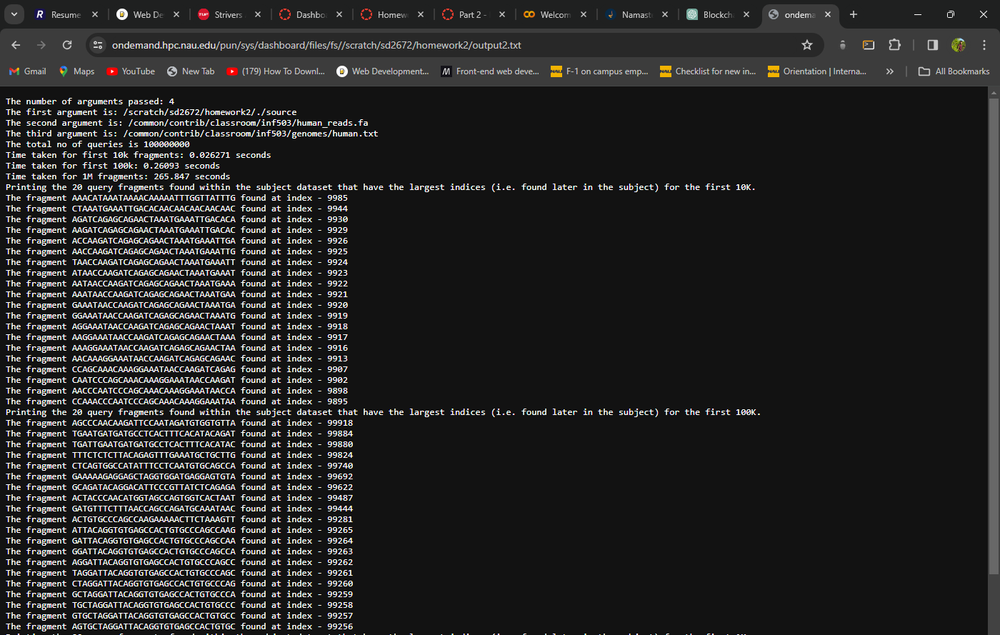 Resume
Web De
Strivers
Dashbo
Homew
Part 2 -
Welcom
Namast
Blockch
ondema
ondemand.hpc.nau.edu/pun/sys/dashboard/files/fs//scratch/sd2672/homework2/output2.txt
Gmail
Maps
YouTube
New Tab
(179) How To Downl...
Web Development...
Front-end web deve...
F-1 on campus emp...
Checklist for new in...
Orientation | Interna...
All Bookmarks
The number of arguments passed: 4
The first argument is: /scratch/sd2672/homework2/./source
The second argument is: /common/contrib/classroom/inf503/human_reads.fa
The third argument is: /common/contrib/classroom/inf503/genomes/human.txt
The total no of queries is 100000000
Time taken for first 10k fragments: 0.026271 seconds
Time taken for first 100k: 0.26093 seconds
Time taken for 1M fragments: 265.847 seconds
Printing the 20 query fragments found within the subject dataset that have the largest indices (i.e. found later in the subject) for the first 10K.
The fragment AAACATAAATAAAACAAAAATTTGGTTATTTG found at index - 9985
The fragment CTAAATGAAATTGACACAACAACAACAACAAC found at index - 9944
The fragment AGATCAGAGCAGAACTAAATGAAATTGACACA found at index - 9930
The fragment AAGATCAGAGCAGAACTAAATGAAATTGACAC found at index - 9929
The fragment ACCAAGATCAGAGCAGAACTAAATGAAATTGA found at index - 9926
The fragment AACCAAGATCAGAGCAGAACTAAATGAAATTG found at index - 9925
The fragment TAACCAAGATCAGAGCAGAACTAAATGAAATT found at index - 9924
The fragment ATAACCAAGATCAGAGCAGAACTAAATGAAAT found at index - 9923
The fragment AATAACCAAGATCAGAGCAGAACTAAATGAAA found at index - 9922
The fragment AAATAACCAAGATCAGAGCAGAACTAAATGAA found at index - 9921
The fragment GAAATAACCAAGATCAGAGCAGAACTAAATGA found at index - 9920
The fragment GGAAATAACCAAGATCAGAGCAGAACTAAATG found at index - 9919
The fragment AGGAAATAACCAAGATCAGAGCAGAACTAAAT found at index - 9918
The fragment AAGGAAATAACCAAGATCAGAGCAGAACTAAA found at index - 9917
The fragment AAAGGAAATAACCAAGATCAGAGCAGAACTAA found at index - 9916
The fragment AACAAAGGAAATAACCAAGATCAGAGCAGAAC found at index - 9913
The fragment CCAGCAAACAAAGGAAATAACCAAGATCAGAG found at index - 9907
The fragment CAATCCCAGCAAACAAAGGAAATAACCAAGAT found at index - 9902
The fragment AACCCAATCCCAGCAAACAAAGGAAATAACCA found at index - 9898
The fragment CCAAACCCAATCCCAGCAAACAAAGGAAATAA found at index - 9895
Printing the 20 query fragments found within the subject dataset that have the largest indices (i.e. found later in the subject) for the first 100K.
The fragment AGCCCAACAAGATTCCAATAGATGTGGTGTTA found at index - 99918
The fragment TGAATGATGATGCCTCACTTTCACATACAGAT found at index - 99884
The fragment TGATTGAATGATGATGCCTCACTTTCACATAC found at index - 99880
The fragment TTTCTCTCTTACAGAGTTTGAAATGCTGCTTG found at index - 99824
The fragment CTCAGTGGCCATATTTCCTCAATGTGCAGCCA found at index - 99740
The fragment GAAAAAGAGGAGCTAGGTGGATGAGGAGTGTA found at index - 99692
The fragment GCAGATACAGGACATTCCCGTTATCTCAGAGA found at index - 99622
The fragment ACTACCCAACATGGTAGCCAGTGGTCACTAAT found at index - 99487
The fragment GATGTTTCTTTAACCAGCCAGATGCAAATAAC found at index - 99444
The fragment ACTGTGCCCAGCCAAGAAAAACTTCTAAAGTT found at index - 99281
The fragment ATTACAGGTGTGAGCCACTGTGCCCAGCCAAG found at index - 99265
The fragment GATTACAGGTGTGAGCCACTGTGCCCAGCCAA found at index - 99264
The fragment GGATTACAGGTGTGAGCCACTGTGCCCAGCCA found at index - 99263
The fragment AGGATTACAGGTGTGAGCCACTGTGCCCAGCC found at index - 99262
The fragment TAGGATTACAGGTGTGAGCCACTGTGCCCAGC found at index - 99261
The fragment CTAGGATTACAGGTGTGAGCCACTGTGCCCAG found at index - 99260
The fragment GCTAGGATTACAGGTGTGAGCCACTGTGCCCA found at index - 99259
The fragment TGCTAGGATTACAGGTGTGAGCCACTGTGCCC found at index - 99258
The fragment GTGCTAGGATTACAGGTGTGAGCCACTGTGCC found at index - 99257
The fragment AGTGCTAGGATTACAGGTGTGAGCCACTGTGC found at index - 99256